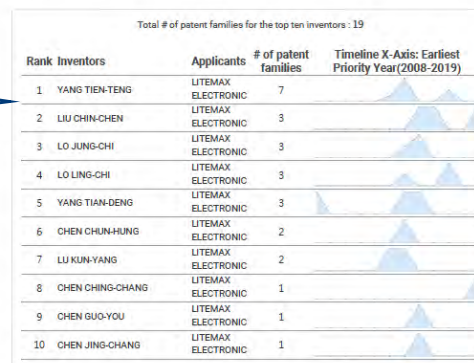 Total # of patent families for the top ten inventors : 19
Rank Inventors Applicants # of patent families Timeline X-Axis: Earliest Priority Year(2008-2019)
1 YANG TIEN-TENG LITEMAX ELECTRONIC 7
2 LIU CHIN-CHEN LITEMAX ELECTRONIC 3
3 LO JUNG-CHI LITEMAX ELECTRONIC 3
4 LO LING-CHI LITEMAX ELECTRONIC 3
5 YANG TIAN-DENG LITEMAX ELECTRONIC 3
6 CHEN CHUN-HUNG LITEMAX ELECTRONIC 2
7 LU KUN-YANG LITEMAX ELECTRONIC 2
8 CHEN CHING-CHANG LITEMAX ELECTRONIC 1
9 CHEN GUO-YOU LITEMAX ELECTRONIC 1
10 CHEN JING-CHANG LITEMAX ELECTRONIC 1